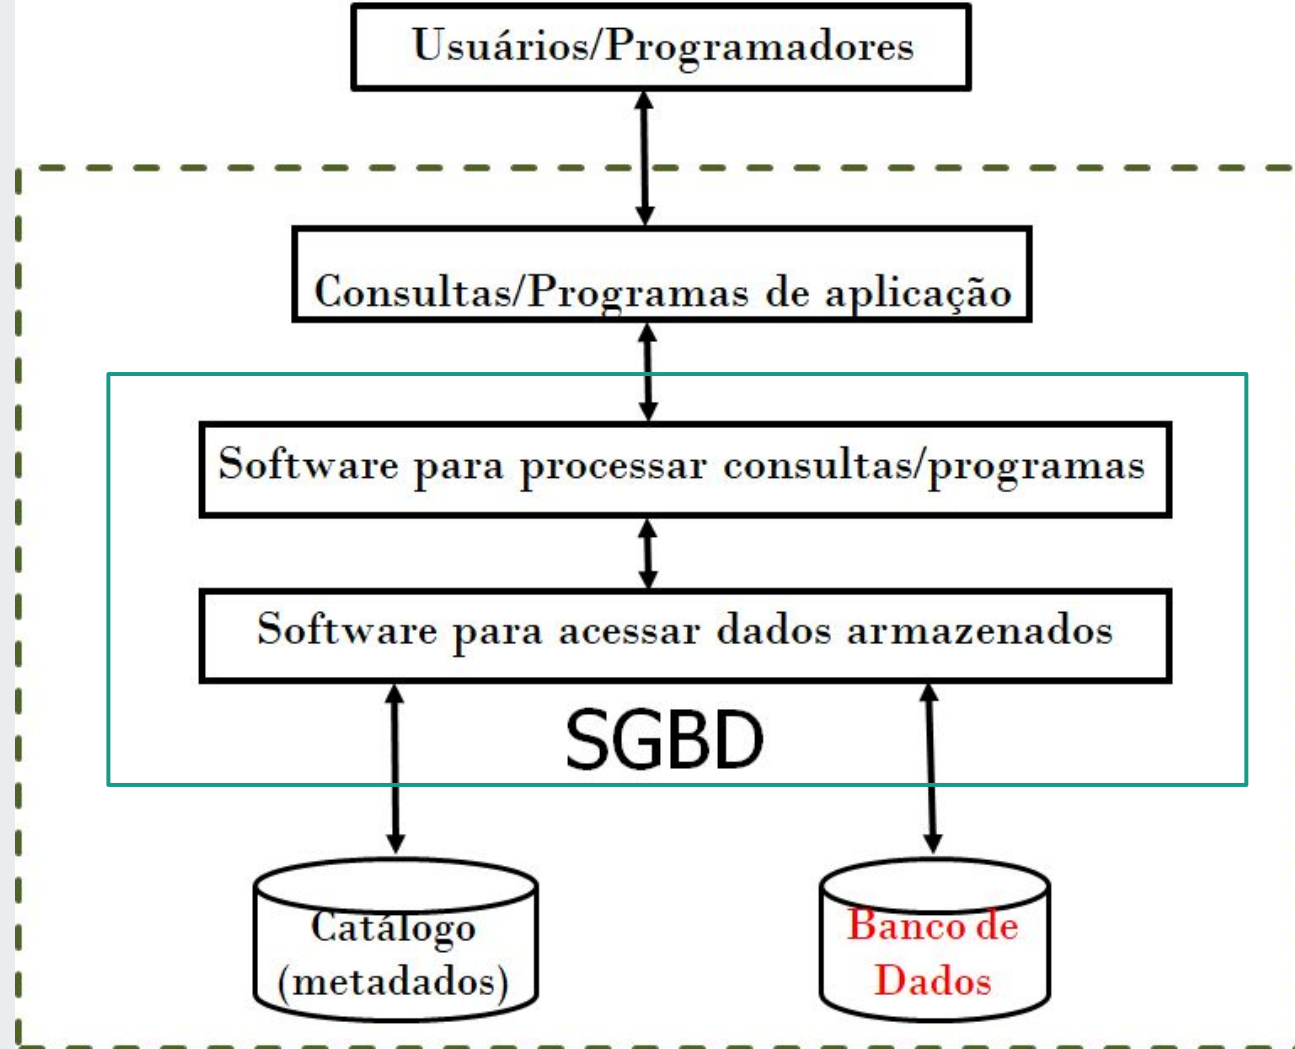 Usuários/Programadores
Consultas/Programas de aplicação
Software para processar consultas/programas
Software para acessar dados armazenados
SGBD
Catálogo
(metadados)
Banco de
Dados